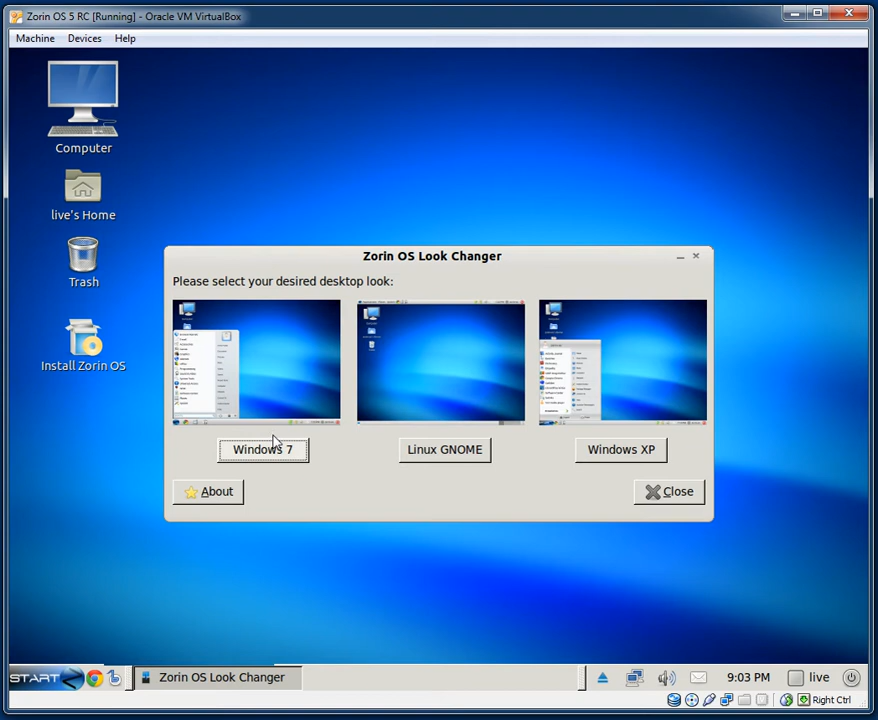 Zorin OS 5 RC [Running] - Oracle VM VirtualBox
Machine Devices Help
Computer
live's Home
Trash
Install Zorin OS
Zorin OS Look Changer
Please select your desired desktop look:
Windows 7
Linux GNOME
Windows XP
About
Close
START
Zorin OS Look Changer
9:03 PM
live
Right Ctrl